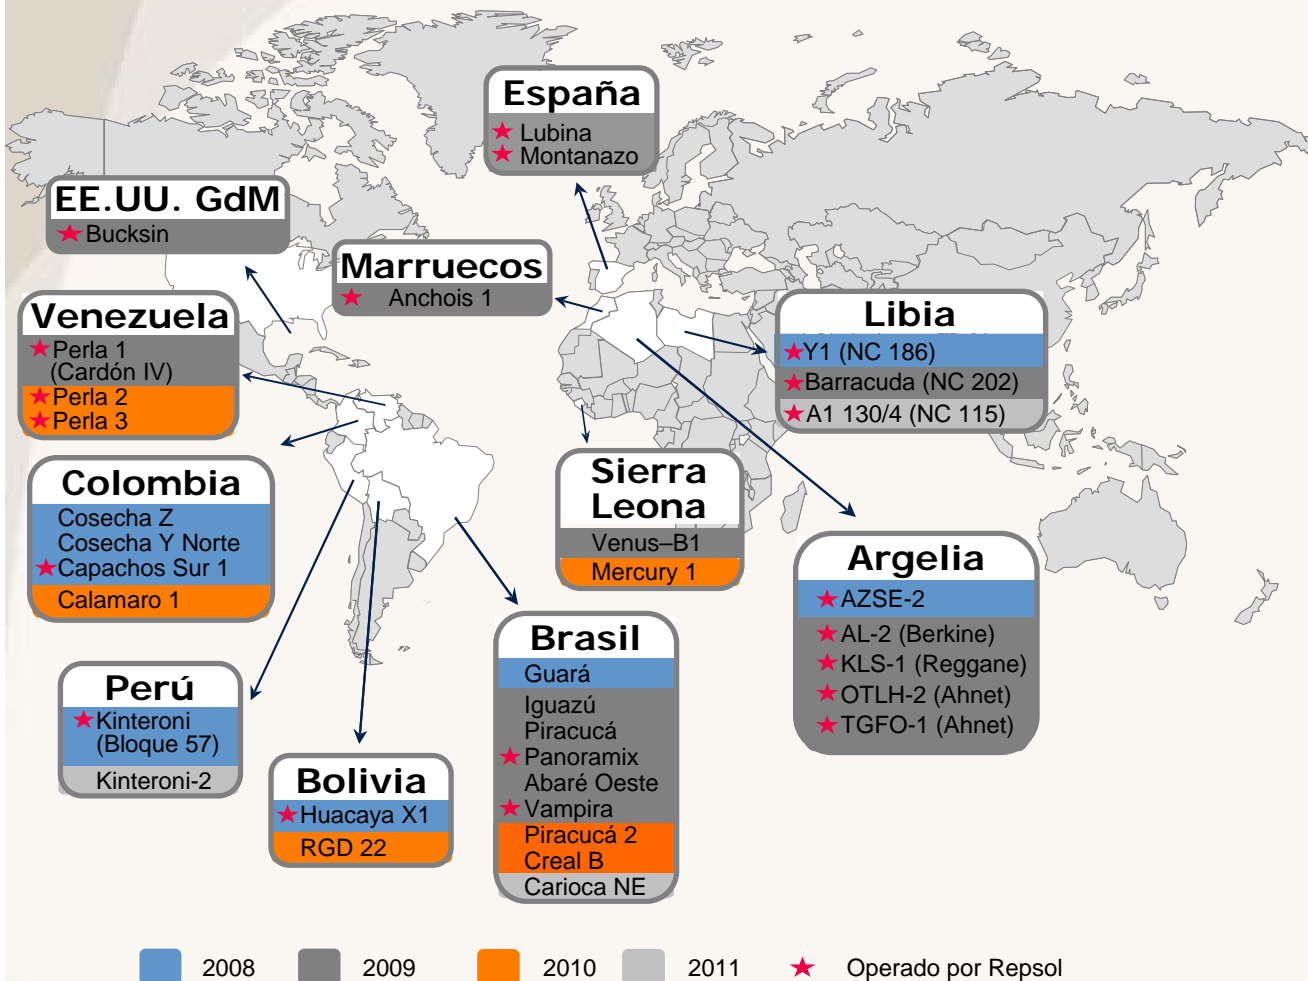 España
Lubina
Montanazo
EE.UU. GdM
Bucksin
Marruecos
Anchois 1
Venezuela
Perla 1
(Cardón IV)
Perla 2
Perla 3
Libia
Y1 (NC 186)
Barracuda (NC 202)
A1 130/4 (NC 115)
Colombia
Cosecha Z
Cosecha Y Norte
Capachos Sur 1
Calamaro 1
Sierra
Leona
Venus–B1
Mercury 1
Argelia
AZSE-2
AL-2 (Berkine)
KLS-1 (Reggane)
OTLH-2 (Ahnet)
TGFO-1 (Ahnet)
Perú
Kinteroni
(Bloque 57)
Kinteroni-2
Bolivia
Huacaya X1
RGD 22
Brasil
Guará
Iguazú
Piracucá
Panoramix
Abaré Oeste
Vampira
Piracucá 2
Creal B
Carioca NE
2008 2009 2010 2011 Operado por Repsol